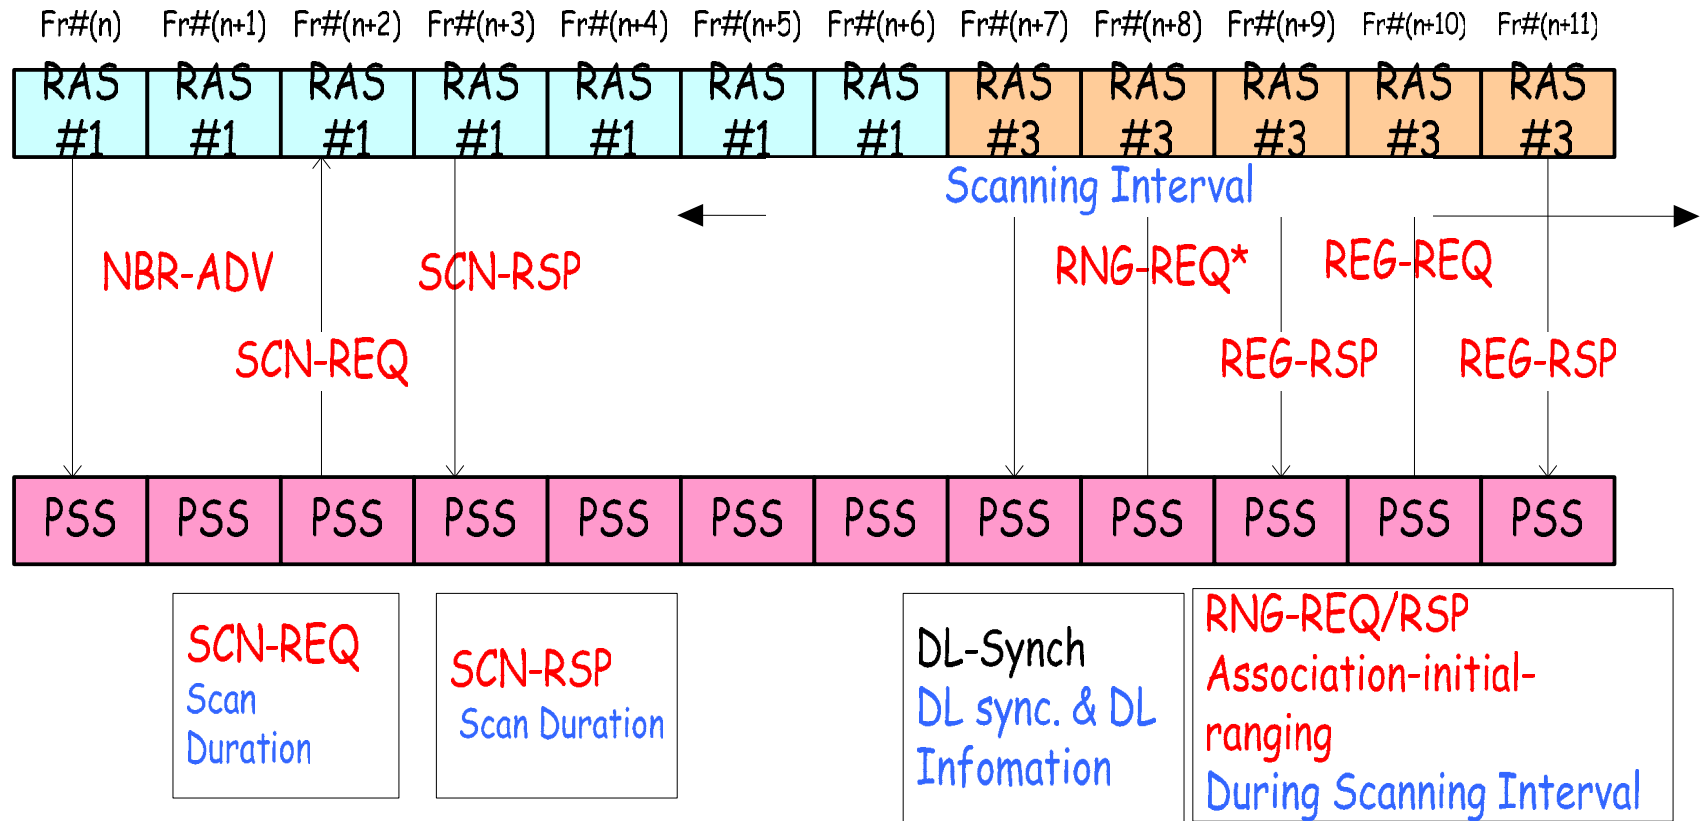 Fr#(n) Fr#(n+1) Fr#(n+2) Fr#(n+3) Fr#(n+4) Fr#(n+5) Fr#(n+6) Fr#(n+7) Fr#(n+8) Fr#(n+9) Fr#(n+10) Fr#(n+11)
RAS RAS RAS RAS RAS RAS RAS RAS RAS RAS RAS RAS
#1 #1 #1 #1 #1 #1 #1 #3 #3 #3 #3 #3
Scanning Interval
NBR-ADV SCN-RSP RNG-REQ* REG-REQ
SCN-REQ REG-RSP REG-RSP
PSS PSS PSS PSS PSS PSS PSS PSS PSS PSS PSS PSS
SCN-REQ
Scan
Duration
SCN-RSP
Scan Duration
DL-Synch
DL sync. & DL
Infomation
RNG-REQ/RSP
Association-initial-
ranging
During Scanning Interval